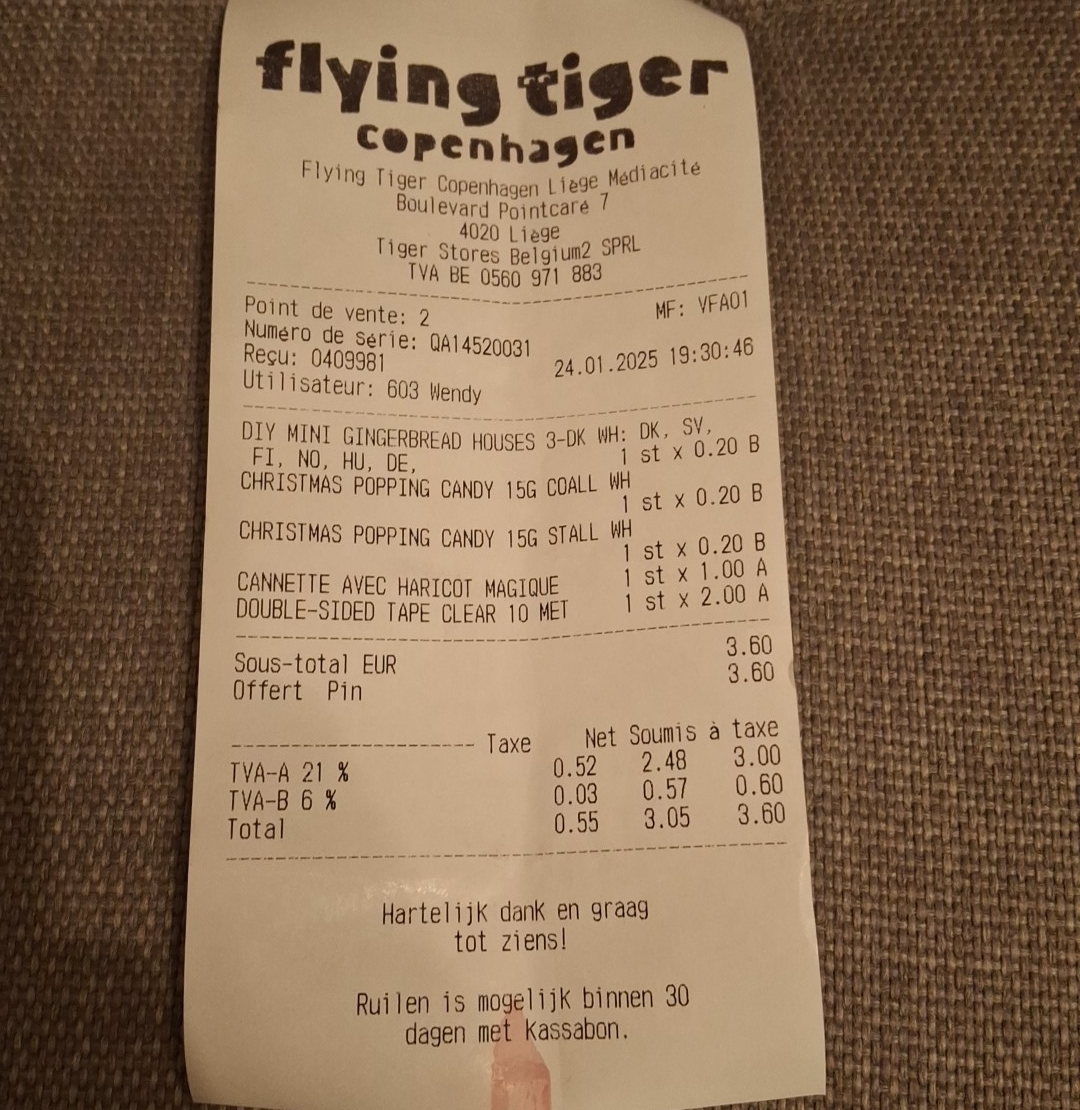 flying tiger
copenhagen
Flying Tiger Copenhagen Liège Médiacité
Boulevard Pointcaré 7
4020 Liège
Tiger Stores Belgium2 SPRL
TVA BE 0560 971 883
Point de vente: 2 MF: VFA01
Numéro de série: QA14520031
Reçu: 0409981 24.01.2025 19:30:46
Utilisateur: 603 Wendy
DIY MINI GINGERBREAD HOUSES 3-DK WH: DK, SV,
FI, NO, HU, DE, 1 st x 0.20 B
CHRISTMAS POPPING CANDY 15G COALL WH
1 st x 0.20 B
CHRISTMAS POPPING CANDY 15G STALL WH
1 st x 0.20 B
CANNETTE AVEC HARICOT MAGIQUE 1 st x 1.00 A
DOUBLE-SIDED TAPE CLEAR 10 MET 1 st x 2.00 A
Sous-total EUR 3.60
Offert Pin 3.60
Taxe Net Soumis à taxe
TVA-A 21 % 0.52 2.48 3.00
TVA-B 6 % 0.03 0.57 0.60
Total 0.55 3.05 3.60
Hartelijk dank en graag
tot ziens!
Ruilen is mogelijk binnen 30
dagen met Kassabon.